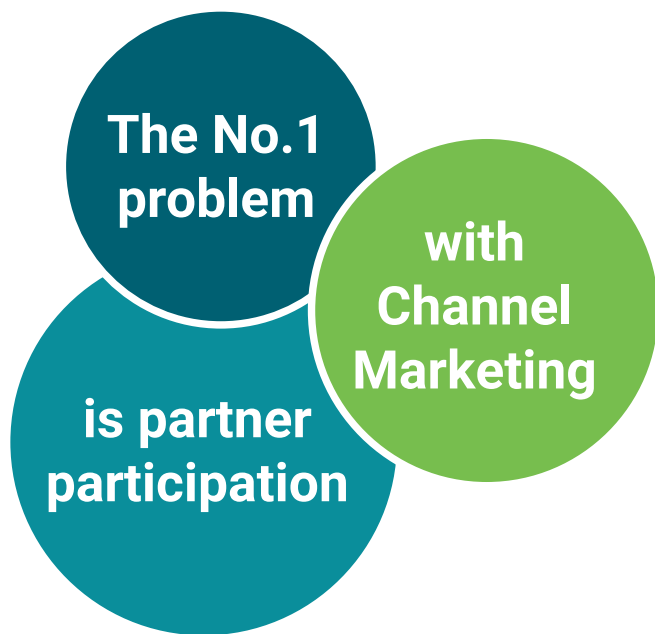 The No.1
problem
with
Channel
Marketing
is partner
participation